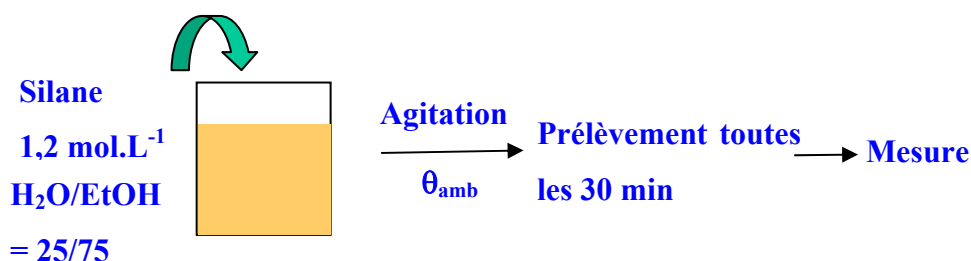 Silane
1,2 mol.L⁻¹
H₂O/EtOH
= 25/75
Agitation
θamb
Prélèvement toutes
les 30 min
Mesure